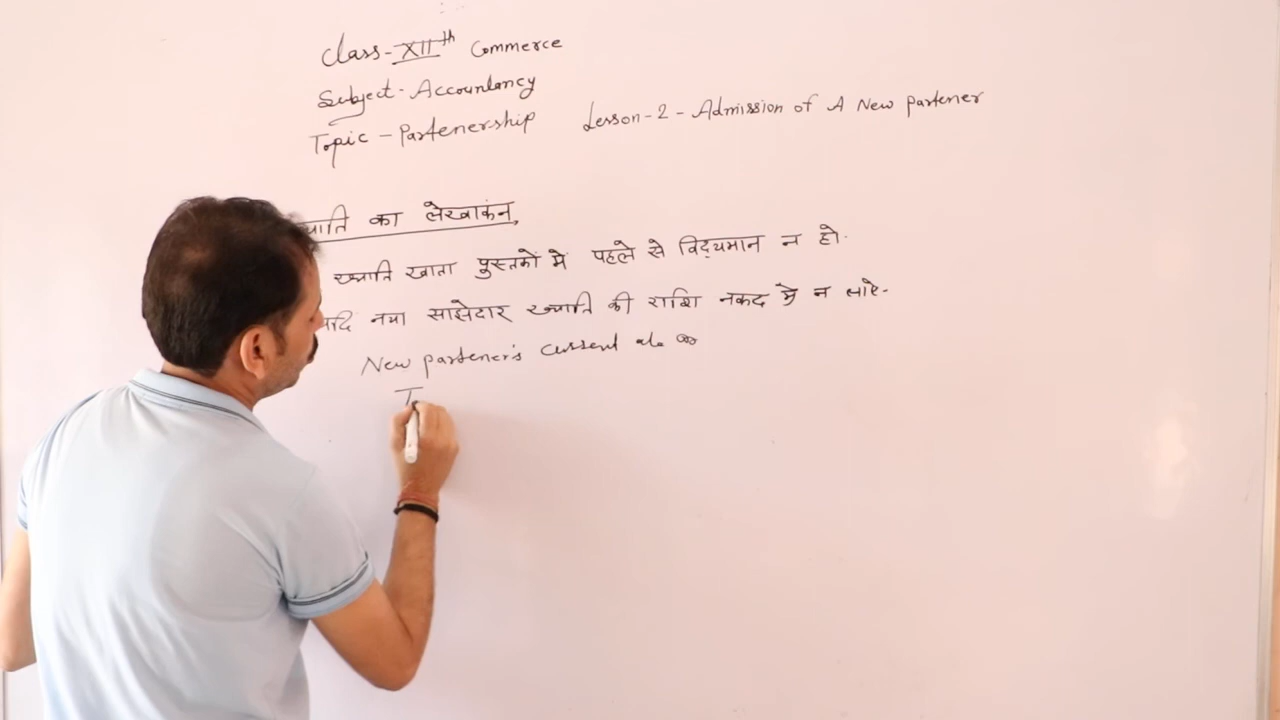 Class-XIIth Commerce
Subject-Accountancy
Topic-Partenership Lesson-2-Admission of A New Partener
का लेखाकंन,
ख्याति खाता पुस्तकों में पहले से विद्यमान न हो.
नया साझेदार ख्याति की राशि नकद मे न लाऐ-
New partener's current
T